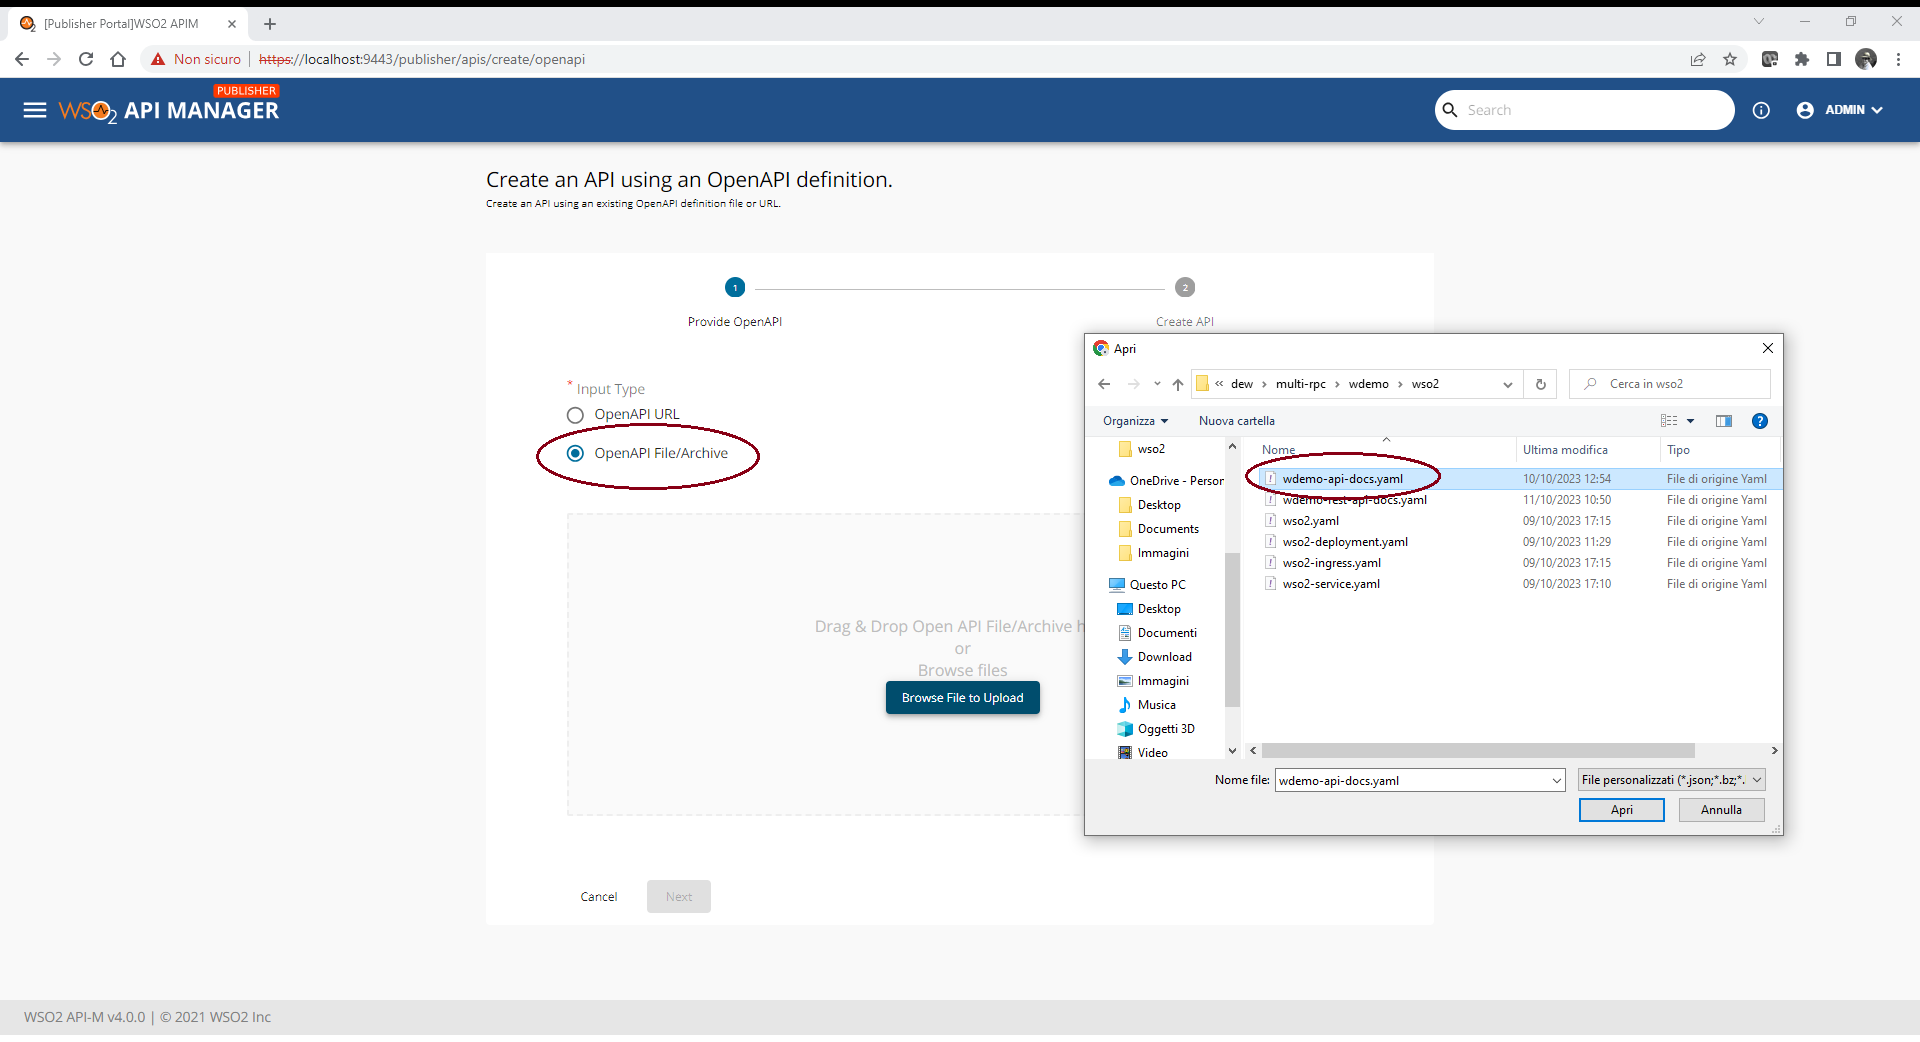 [Publisher Portal]WSO2 APIM
Non sicuro
https://localhost:9443/publisher/apis/create/openapi
PUBLISHER
WSO2 API MANAGER
Search
ADMIN
Create an API using an OpenAPI definition.
Create an API using an existing OpenAPI definition file or URL.
1
2
Provide OpenAPI
Create API
* Input Type
OpenAPI URL
OpenAPI File/Archive
Drag & Drop Open API File/Archive h
or
Browse files
Browse File to Upload
Cancel
Next
Apri
« dew › multi-rpc › wdemo › wso2
Cerca in wso2
Organizza
Nuova cartella
wso2
OneDrive - Person
Desktop
Documents
Immagini
Questo PC
Desktop
Documenti
Download
Immagini
Musica
Oggetti 3D
Video
Nome
Ultima modifica
Tipo
wdemo-api-docs.yaml 10/10/2023 12:54 File di origine Yaml
wdemo-rest-api-docs.yaml 11/10/2023 10:50 File di origine Yaml
wso2.yaml 09/10/2023 17:15 File di origine Yaml
wso2-deployment.yaml 09/10/2023 11:29 File di origine Yaml
wso2-ingress.yaml 09/10/2023 17:15 File di origine Yaml
wso2-service.yaml 09/10/2023 17:10 File di origine Yaml
Nome file: wdemo-api-docs.yaml
File personalizzati (*.json;*.bz;*.
Apri
Annulla
WSO2 API-M v4.0.0 | © 2021 WSO2 Inc